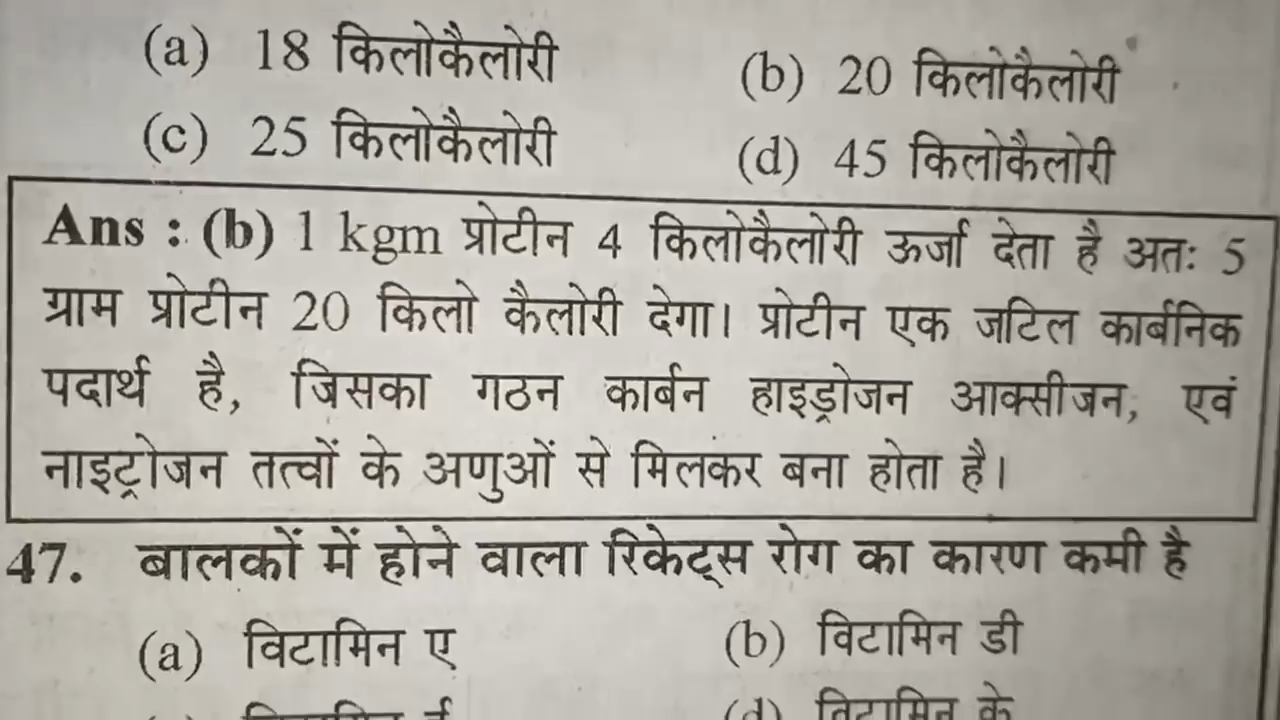 (a) 18 किलोकैलोरी (b) 20 किलोकैलोरी
(c) 25 किलोकैलोरी (d) 45 किलोकैलोरी
Ans : (b) 1 kgm प्रोटीन 4 किलोकैलोरी ऊर्जा देता है अतः 5
ग्राम प्रोटीन 20 किलो कैलोरी देगा। प्रोटीन एक जटिल कार्बनिक
पदार्थ है, जिसका गठन कार्बन हाइड्रोजन आक्सीजन, एवं
नाइट्रोजन तत्वों के अणुओं से मिलकर बना होता है।
47. बालकों में होने वाला रिकेट्स रोग का कारण कमी है
(a) विटामिन ए (b) विटामिन डी
विटामिन ई (d) विटामिन के